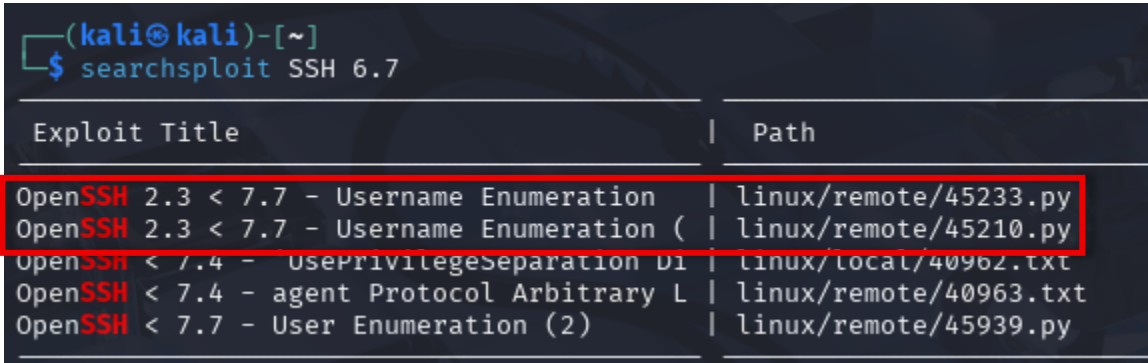 ┌──(kali㉿kali)-[~]
└─$ searchsploit SSH 6.7
Exploit Title | Path
OpenSSH 2.3 < 7.7 - Username Enumeration | linux/remote/45233.py
OpenSSH 2.3 < 7.7 - Username Enumeration ( | linux/remote/45210.py
OpenSSH < 7.4 - 'UsePrivilegeSeparation Di | linux/local/40962.txt
OpenSSH < 7.4 - agent Protocol Arbitrary L | linux/remote/40963.txt
OpenSSH < 7.7 - User Enumeration (2) | linux/remote/45939.py